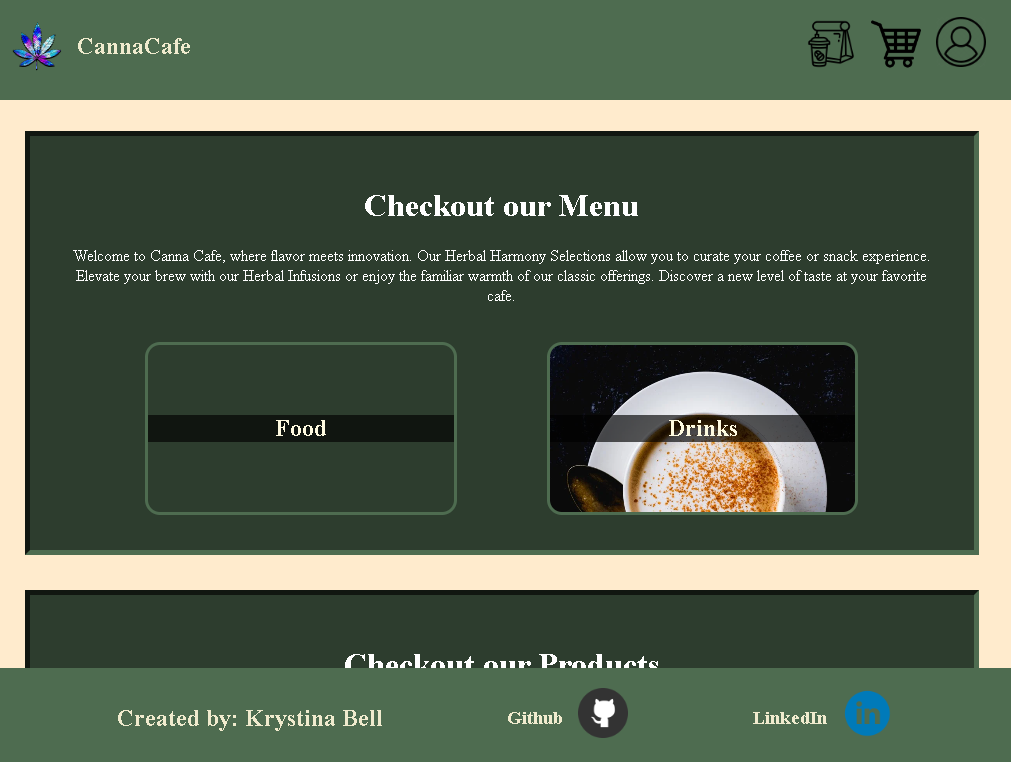 CannaCafe
Checkout our Menu
Welcome to Canna Cafe, where flavor meets innovation. Our Herbal Harmony Selections allow you to curate your coffee or snack experience.
Elevate your brew with our Herbal Infusions or enjoy the familiar warmth of our classic offerings. Discover a new level of taste at your favorite
cafe.
Food
Drinks
Checkout our Products
Created by: Krystina Bell
Github
LinkedIn
in